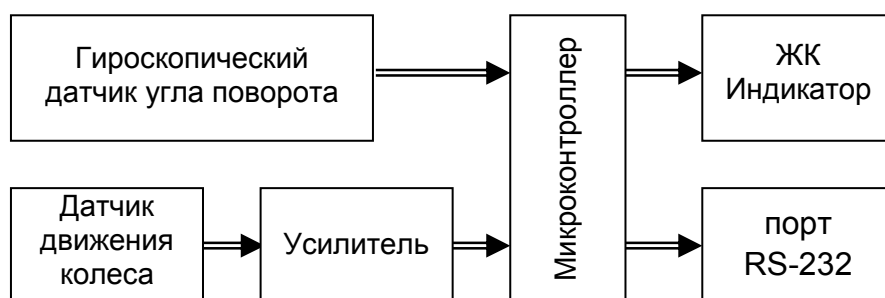 Гироскопический
датчик угла поворота
Микроконтроллер
ЖК
Индикатор
Датчик
движения
колеса
Усилитель
порт
RS-232